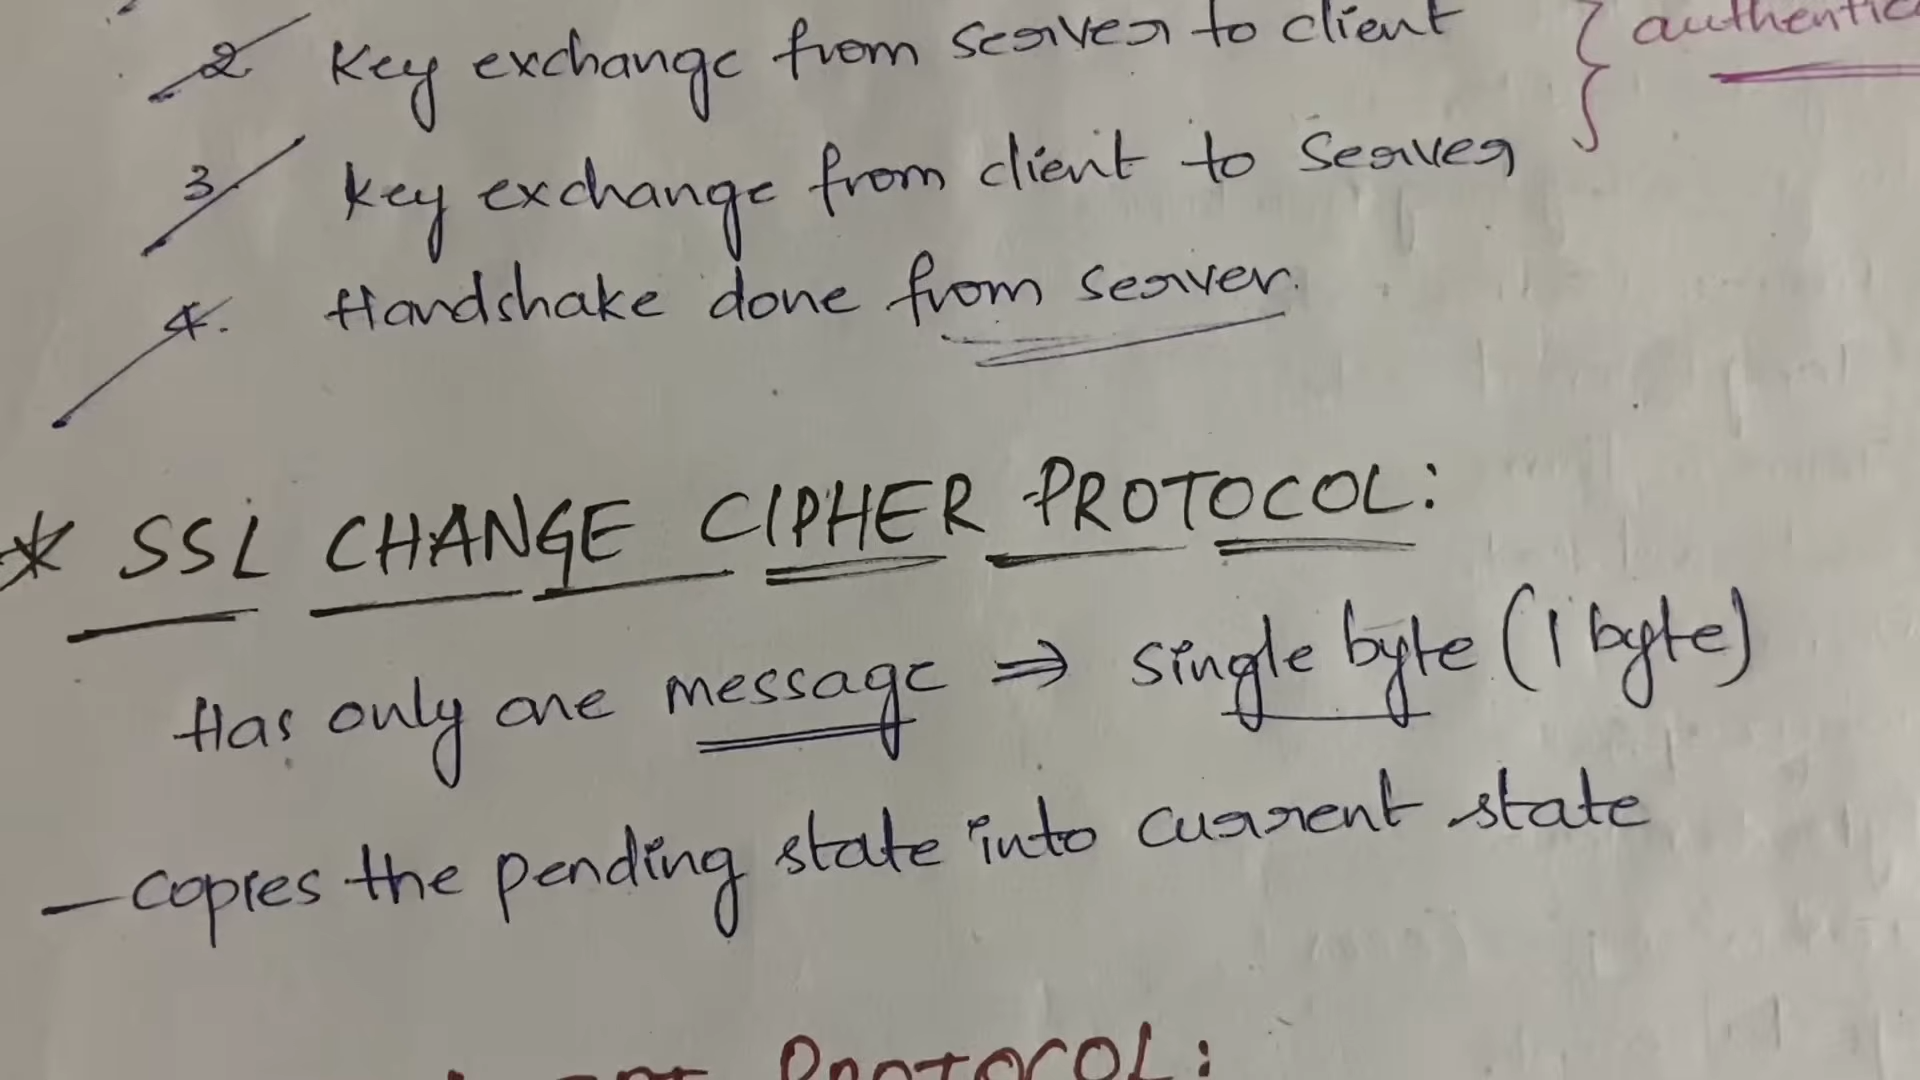 2 Key exchange from server to client } authentic
3 Key exchange from client to Server
4. Handshake done from server.
* SSL CHANGE CIPHER PROTOCOL:
Has only one message ⇒ single byte (1 byte)
- copies the pending state into current state
PROTOCOL: